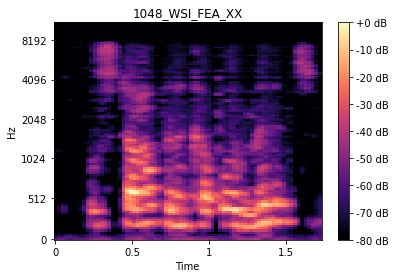 1048_WSI_FEA_XX
+0 dB
8192
-10 dB
4096
-20 dB
-30 dB
2048
Hz
-40 dB
1024
-50 dB
512
-60 dB
-70 dB
0
-80 dB
0
0.5
1
1.5
Time